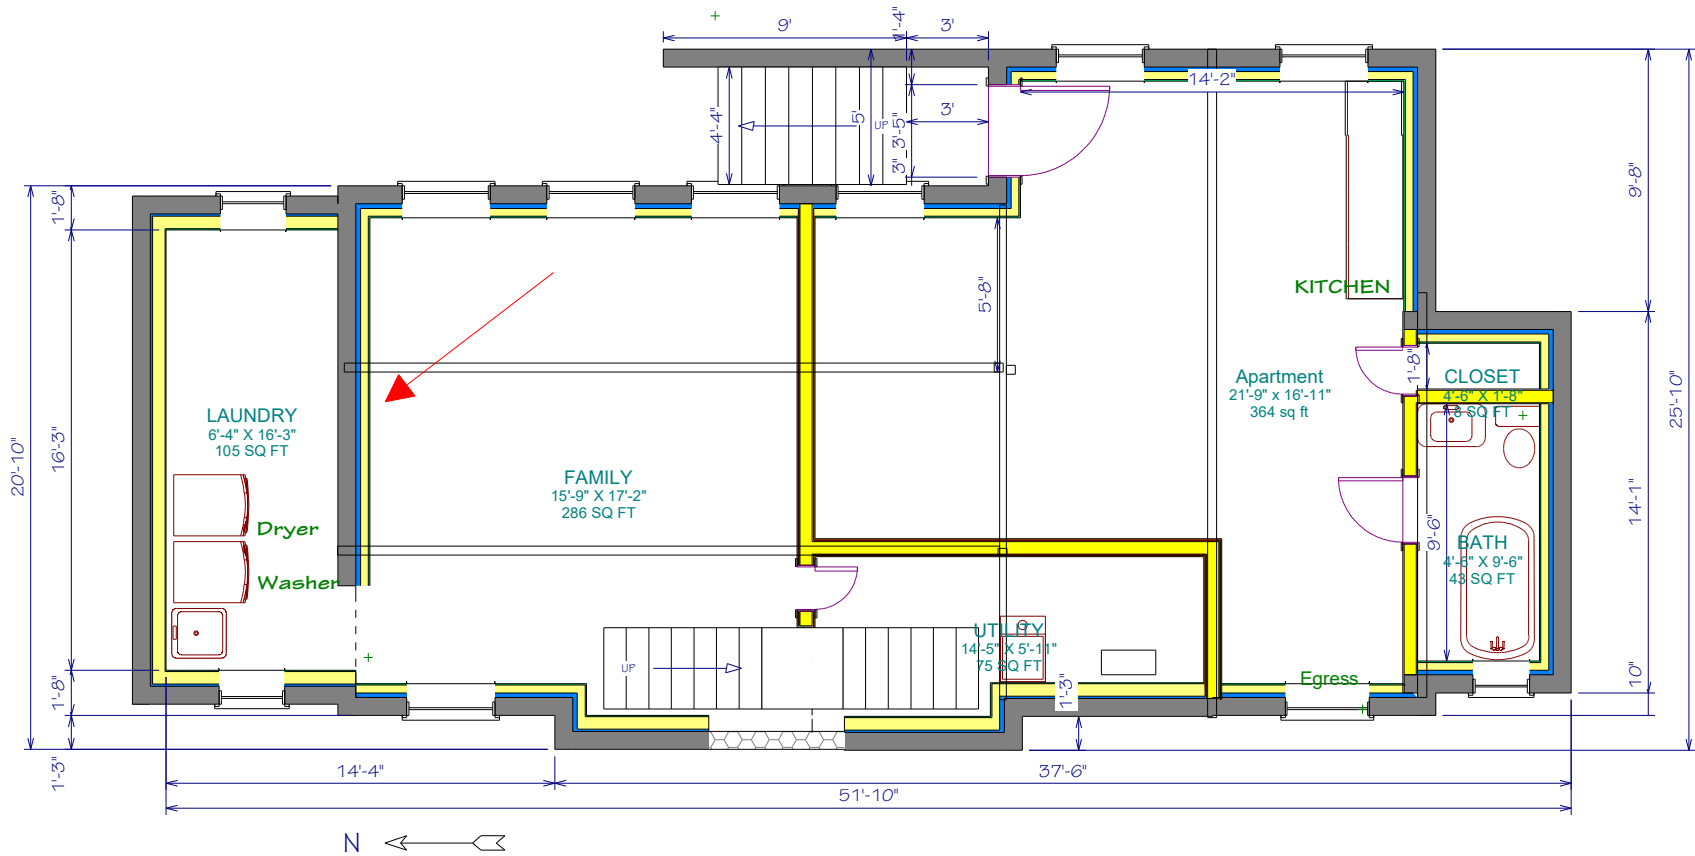 9'
1'-4"
3'
14'-2"
4'-4"
5'
UP
3'-5"
3"
3'
1'-8"
9'-8"
5'-8"
KITCHEN
20'-10"
16'-3"
LAUNDRY
6'-4" X 16'-3"
105 SQ FT
Apartment
21'-9" x 16'-11"
364 sq ft
1'-8"
CLOSET
4'-6" X 1'-8"
8 SQ FT
25'-10"
FAMILY
15'-9" X 17'-2"
286 SQ FT
14'-1"
Dryer
Washer
9'-6"
BATH
4'-6" X 9'-6"
43 SQ FT
UTILITY
14'-5" X 5'-11"
75 SQ FT
UP
1'-8"
1'-3"
Egress
10"
1'-3"
14'-4"
37'-6"
51'-10"
N